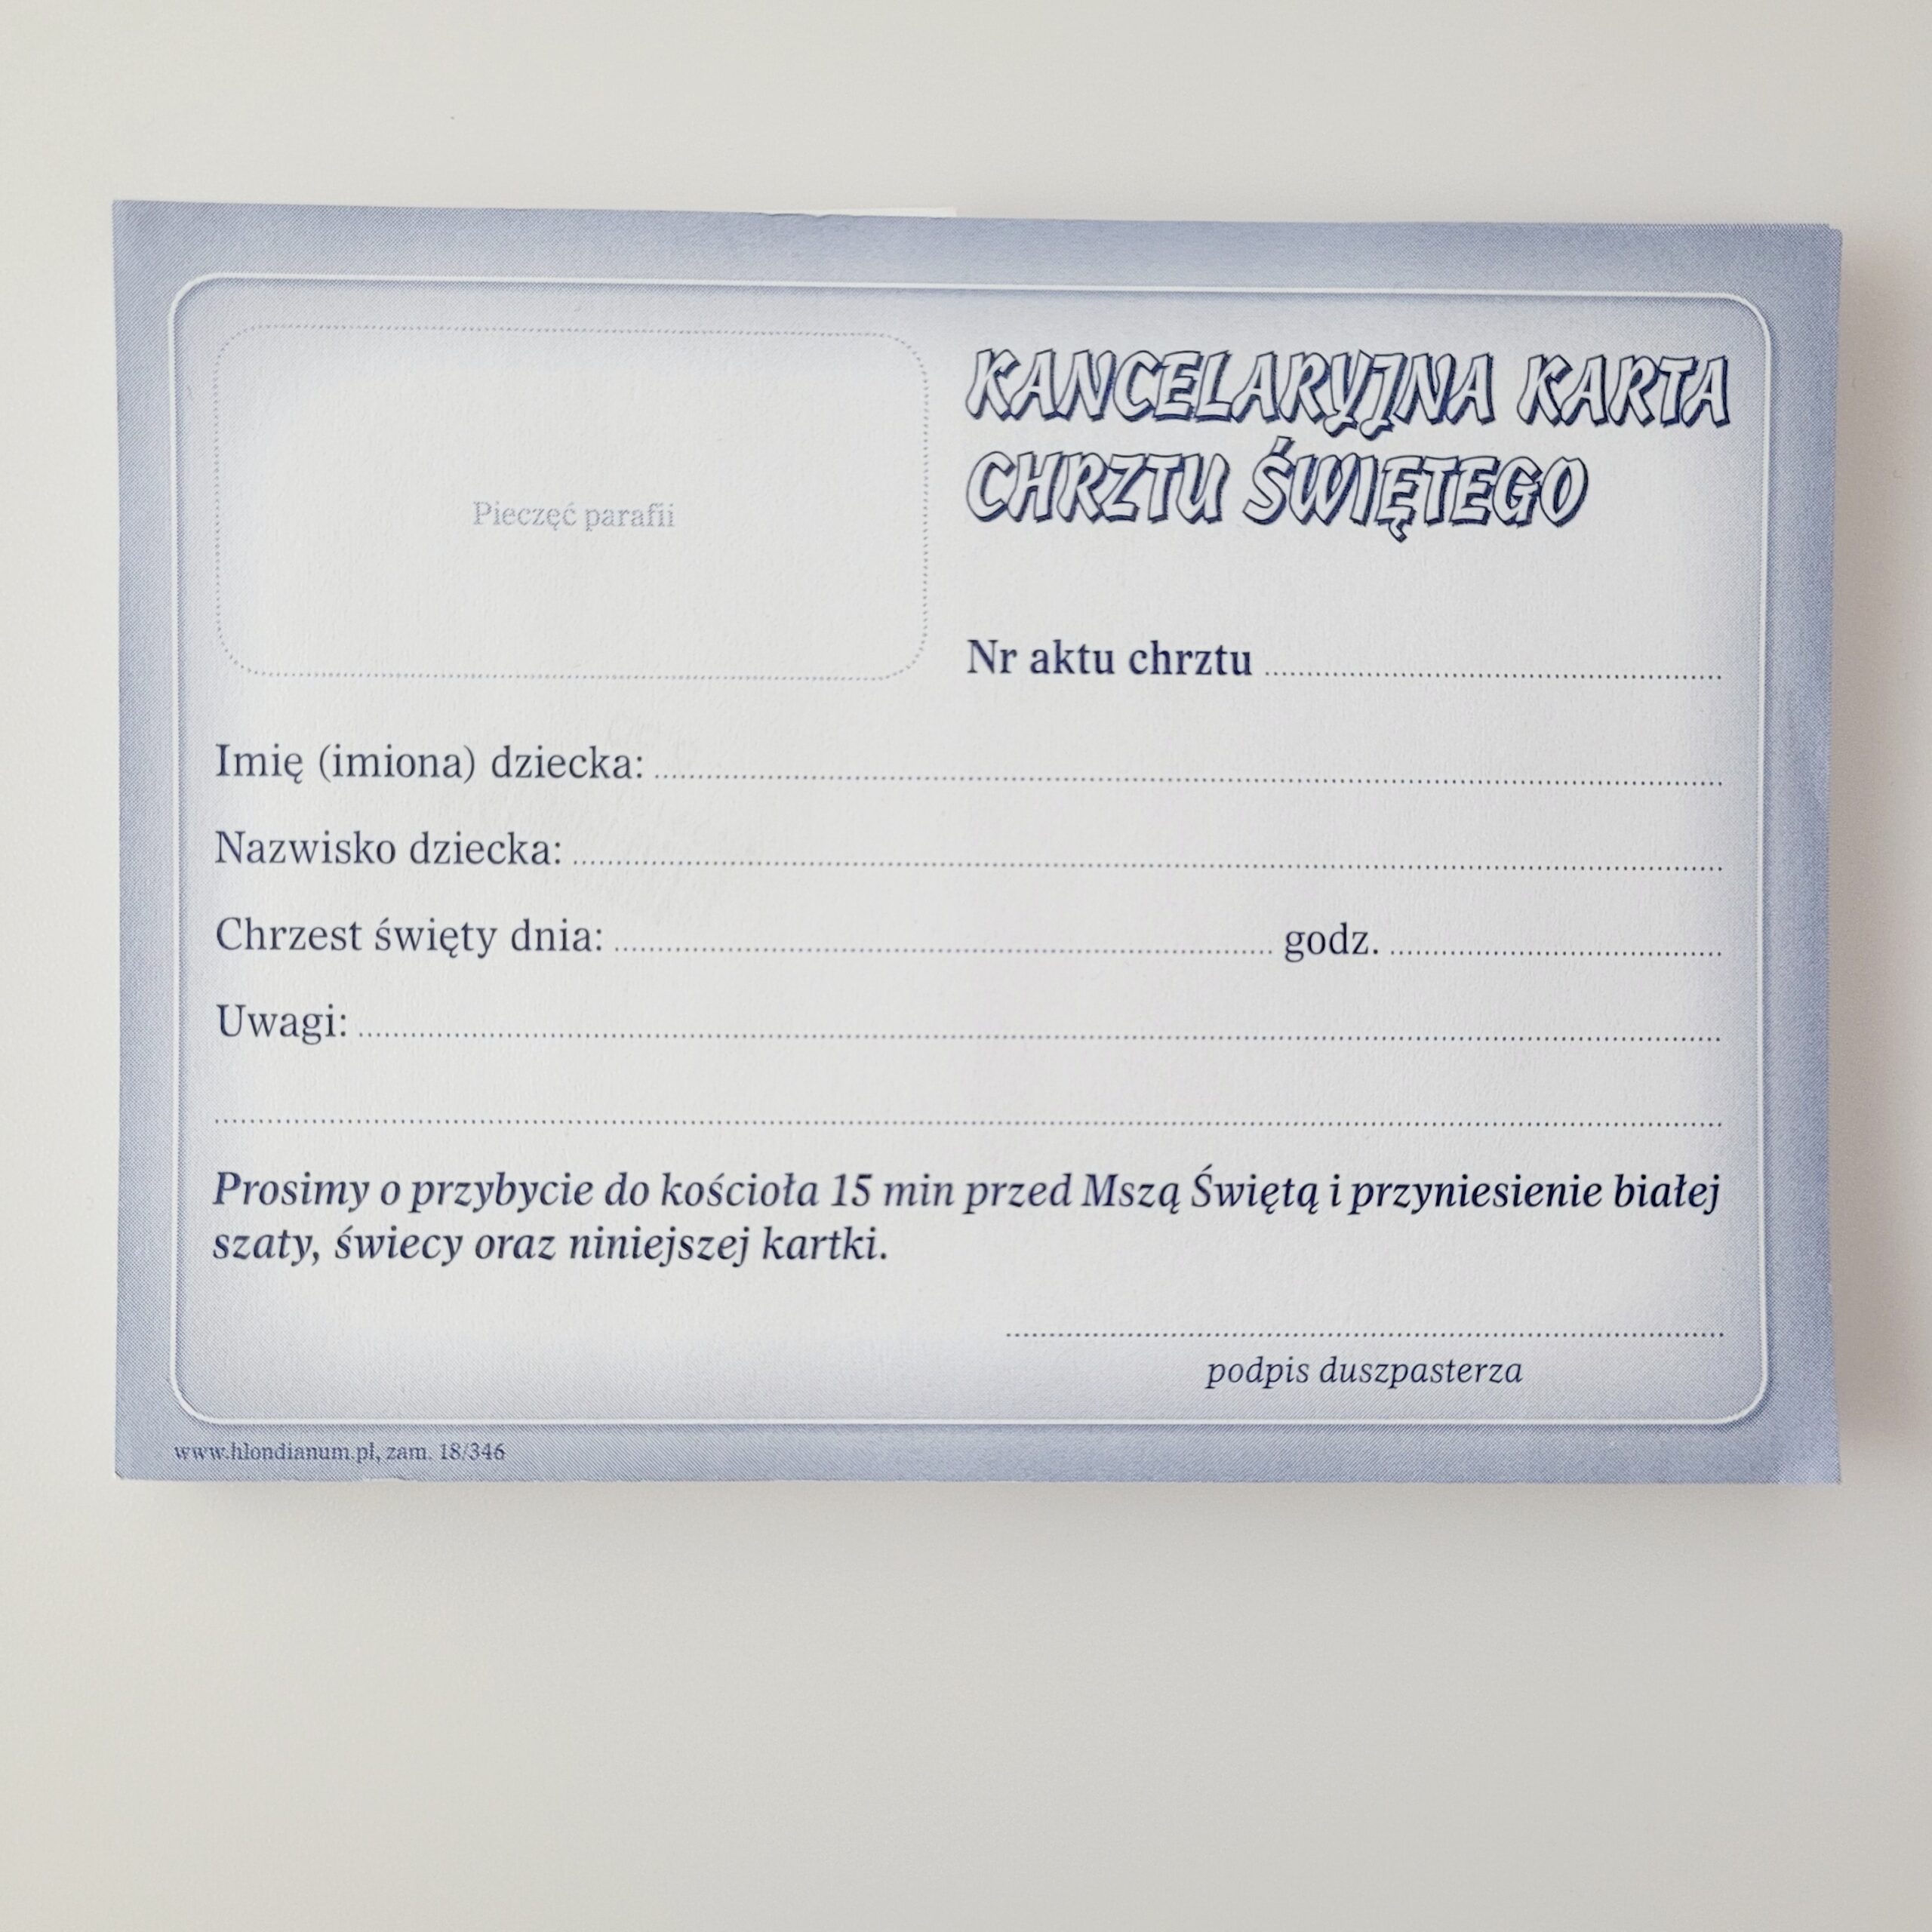 Pieczęć parafii
KANCELARYJNA KARTA
CHRZTU ŚWIĘTEGO
Nr aktu chrztu
Imię (imiona) dziecka:
Nazwisko dziecka:
Chrzest święty dnia: godz.
Uwagi:
Prosimy o przybycie do kościoła 15 min przed Mszą Świętą i przyniesienie białej
szaty, świecy oraz niniejszej kartki.
podpis duszpasterza
www.hlondianum.pl, zam. 18/346